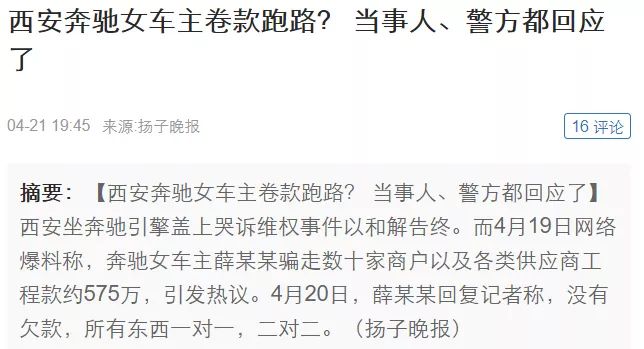 西安奔驰女车主卷款跑路? 当事人、警方都回应
了
04-21 19:45 来源:扬子晚报
16 评论
摘要：【西安奔驰女车主卷款跑路? 当事人、警方都回应了】
西安坐奔驰引擎盖上哭诉维权事件以和解告终。而4月19日网络
爆料称，奔驰女车主薛某某骗走数十家商户以及各类供应商工
程款约575万，引发热议。4月20日，薛某某回复记者称，没有
欠款，所有东西一对一，二对二。（扬子晚报）